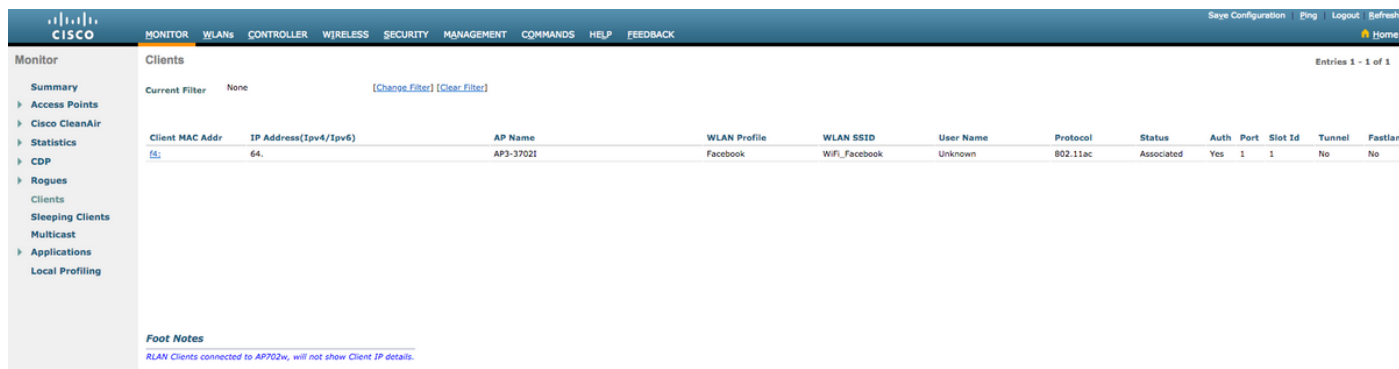 Save Configuration Ping Logout Refresh
CISCO MONITOR WLANs CONTROLLER WIRELESS SECURITY MANAGEMENT COMMANDS HELP FEEDBACK Home
Monitor
Summary
Access Points
Cisco CleanAir
Statistics
CDP
Rogues
Clients
Sleeping Clients
Multicast
Applications
Local Profiling
Clients Entries 1 - 1 of 1
Current Filter None [Change Filter] [Clear Filter]
Client MAC Addr IP Address(Ipv4/Ipv6) AP Name WLAN Profile WLAN SSID User Name Protocol Status Auth Port Slot Id Tunnel Fastlan
f4: 64. AP3-3702I Facebook WiFi_Facebook Unknown 802.11ac Associated Yes 1 1 No No
Foot Notes
RLAN Clients connected to AP702w, will not show Client IP details.